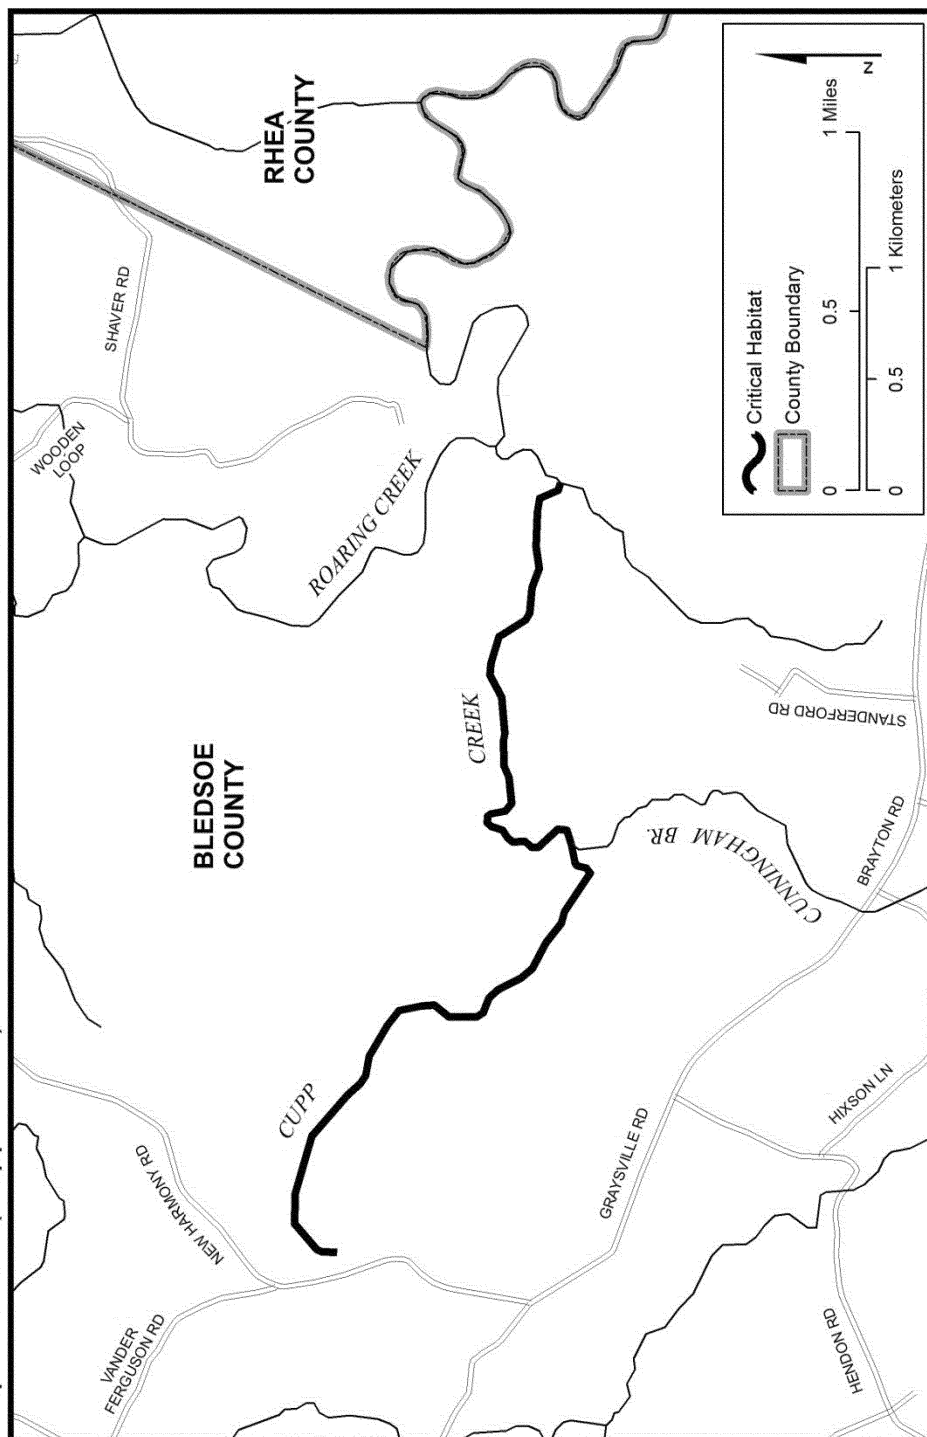 WOODEN
LOOP
SHAVER RD
VANDER
FERGUSON RD
NEW HARMONY RD
BLEDSOE
COUNTY
RHEA
COUNTY
CUPP
ROARING CREEK
CREEK
GRAYSVILLE RD
CUNNINGHAM BR.
STANDERFORD RD
BRAYTON RD
HIXSON LN
HENDON RD
Critical Habitat
County Boundary
0 0.5 1 Miles
0 0.5 1 Kilometers
N